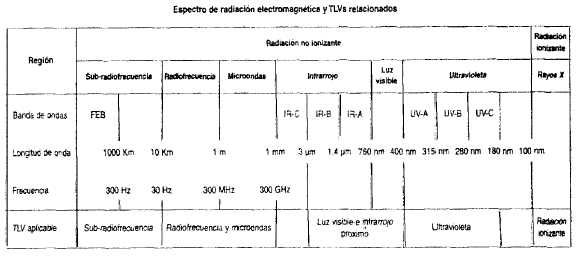 Espectro de radiación electromagnética y TLVs relacionados
Región
Radiación no ionizante
Radiación ionizante
Sub-radiofrecuencia Radiofrecuencia Microondas Infrarrojo Luz visible Ultravioleta Rayos X
Banda de ondas FEB IR-C IR-B IR-A UV-A UV-B UV-C
Longitud de onda 1000 Km 10 Km 1 m 1 mm 3 µm 1.4 µm 760 nm 400 nm 315 nm 280 nm 180 nm 100 nm
Frecuencia 300 Hz 30 Hz 300 MHz 300 GHz
TLV aplicable Sub-radiofrecuencia Radiofrecuencia y microondas Luz visible e infrarrojo próximo Ultravioleta Radiación ionizante